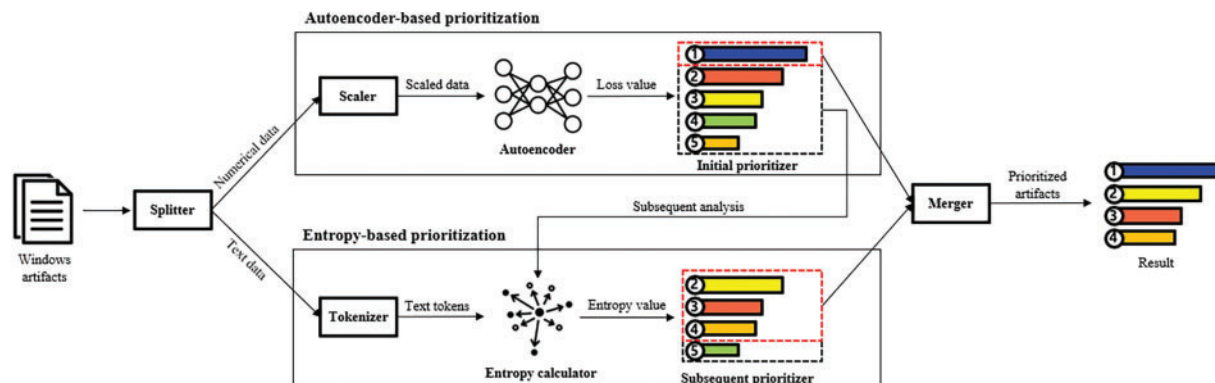 Autoencoder-based prioritization
Scaler
Scaled data
Autoencoder
Loss value
1
2
3
4
5
Initial prioritizer
Numerical data
Windows
artifacts
Splitter
Text data
Subsequent analysis
Entropy-based prioritization
Tokenizer
Text tokens
Entropy calculator
Entropy value
2
3
4
5
Subsequent prioritizer
Merger
Prioritized
artifacts
1
2
3
4
Result